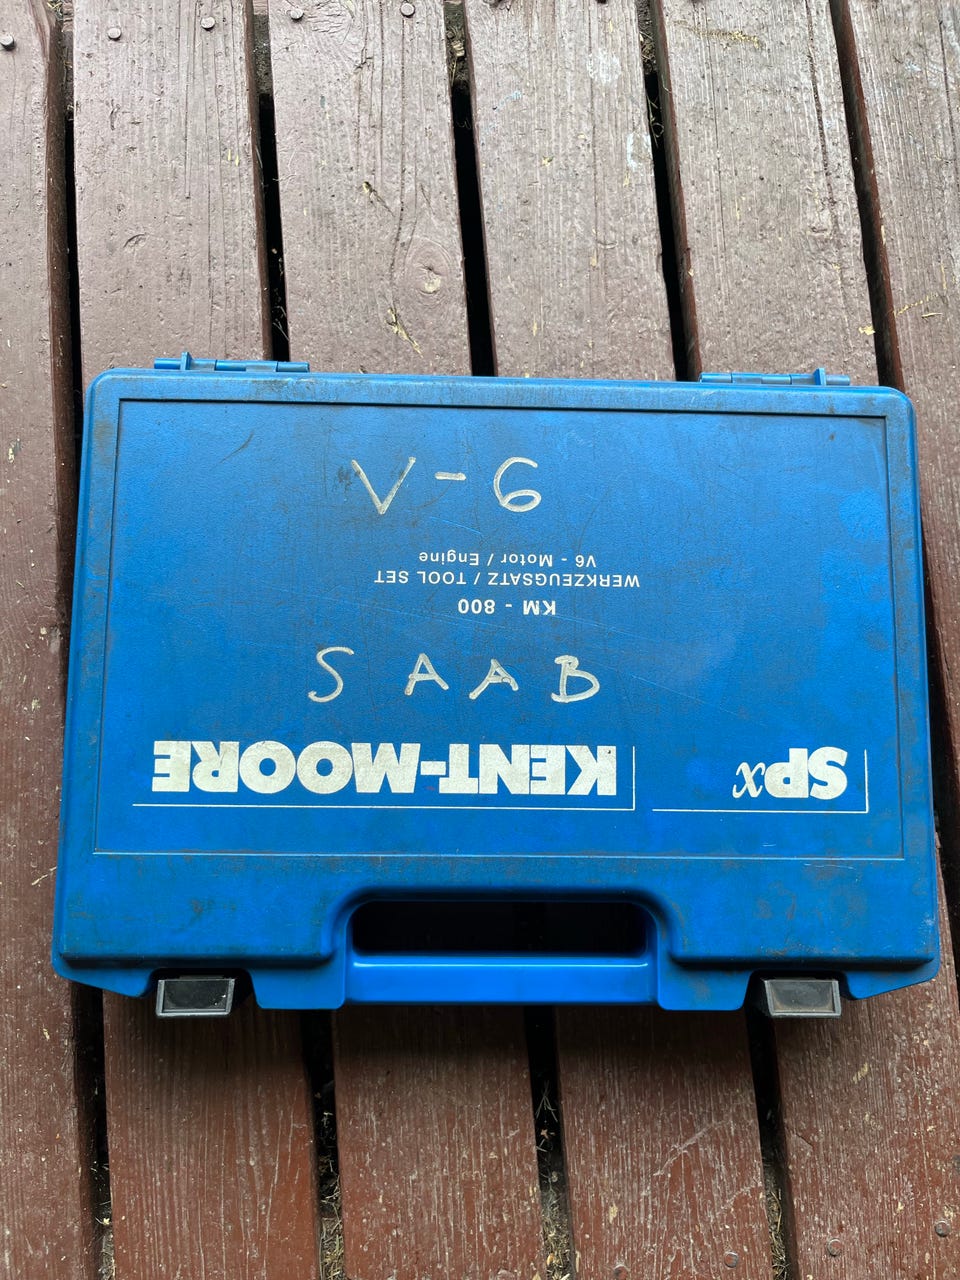 V-6
SAAB
SPx
KENT-MOORE
KM - 800
WERKZEUGSATZ / TOOL SET
V6 - Motor / Engine